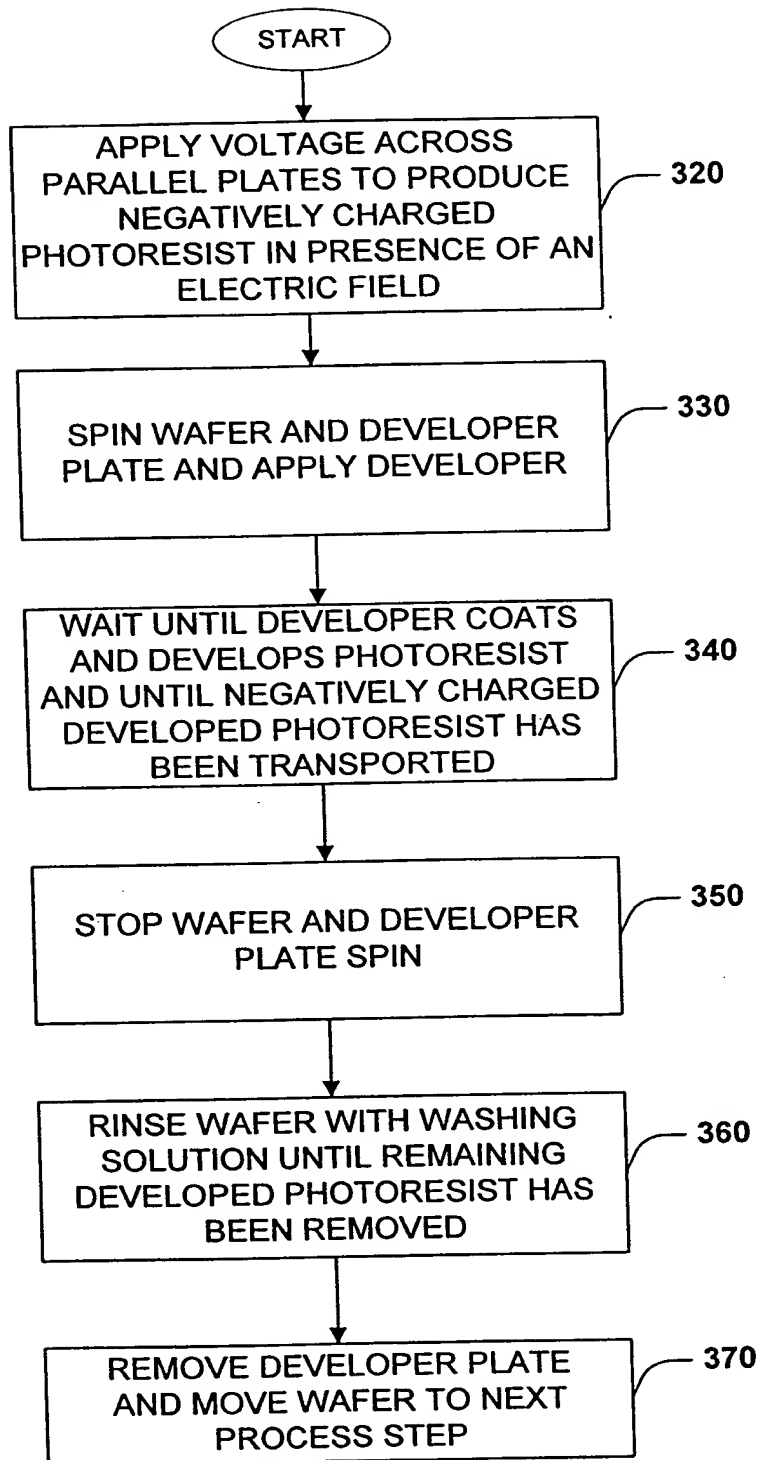 START
APPLY VOLTAGE ACROSS
PARALLEL PLATES TO PRODUCE
NEGATIVELY CHARGED
PHOTORESIST IN PRESENCE OF AN
ELECTRIC FIELD
320
SPIN WAFER AND DEVELOPER
PLATE AND APPLY DEVELOPER
330
WAIT UNTIL DEVELOPER COATS
AND DEVELOPS PHOTORESIST
AND UNTIL NEGATIVELY CHARGED
DEVELOPED PHOTORESIST HAS
BEEN TRANSPORTED
340
STOP WAFER AND DEVELOPER
PLATE SPIN
350
RINSE WAFER WITH WASHING
SOLUTION UNTIL REMAINING
DEVELOPED PHOTORESIST HAS
BEEN REMOVED
360
REMOVE DEVELOPER PLATE
AND MOVE WAFER TO NEXT
PROCESS STEP
370